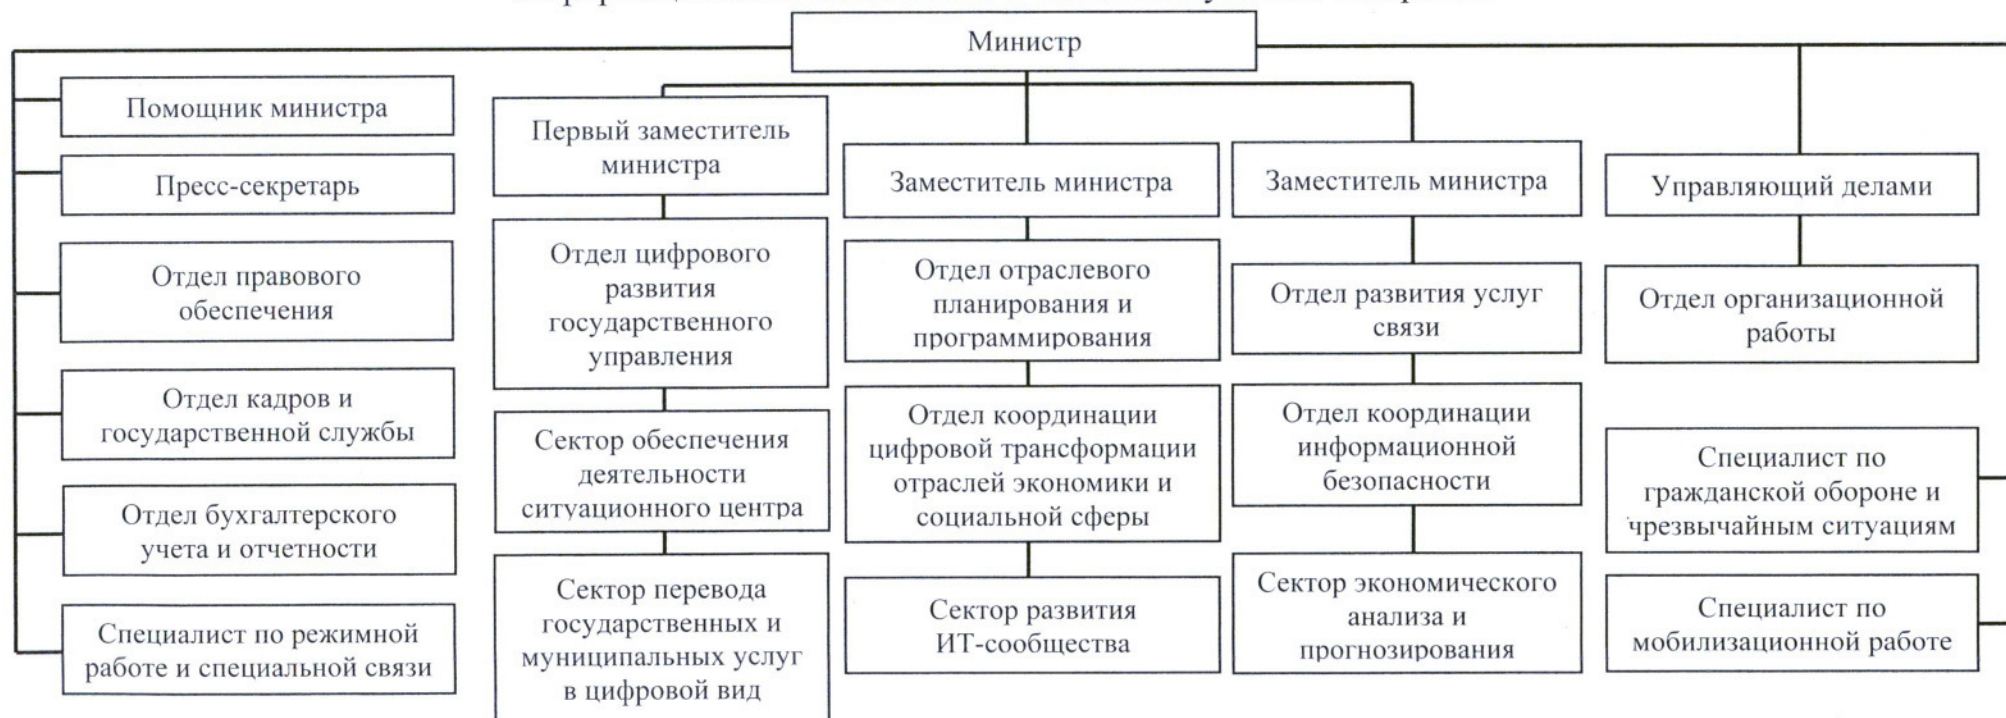 Министр
Помощник министра
Пресс-секретарь
Отдел правового
обеспечения
Отдел кадров и
государственной службы
Отдел бухгалтерского
учета и отчетности
Специалист по режимной
работе и специальной связи
Первый заместитель
министра
Отдел цифрового
развития
государственного
управления
Сектор обеспечения
деятельности
ситуационного центра
Сектор перевода
государственных и
муниципальных услуг
в цифровой вид
Заместитель министра
Отдел отраслевого
планирования и
программирования
Отдел координации
цифровой трансформации
отраслей экономики и
социальной сферы
Сектор развития
ИТ-сообщества
Заместитель министра
Отдел развития услуг
связи
Отдел координации
информационной
безопасности
Сектор экономического
анализа и
прогнозирования
Управляющий делами
Отдел организационной
работы
Специалист по
гражданской обороне и
чрезвычайным ситуациям
Специалист по
мобилизационной работе